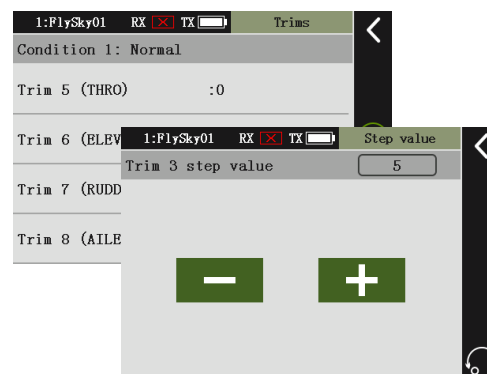 1:FlySky01 RX TX Trims
Condition 1: Normal
Trim 5 (THRO) :0
Trim 6 (ELEV
Trim 7 (RUDD
Trim 8 (AILE
1:FlySky01 RX TX Step value
Trim 3 step value 5